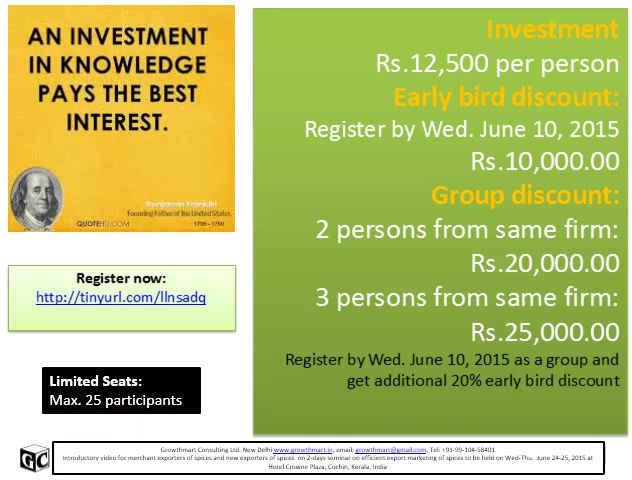 AN INVESTMENT
IN KNOWLEDGE
PAYS THE BEST
INTEREST.
Benjamin Franklin
Founding Father of the United States
QUOTEHD.COM 1706 - 1790
Register now:
http://tinyurl.com/llnsadq
Limited Seats:
Max. 25 participants
Investment
Rs.12,500 per person
Early bird discount:
Register by Wed. June 10, 2015
Rs.10,000.00
Group discount:
2 persons from same firm:
Rs.20,000.00
3 persons from same firm:
Rs.25,000.00
Register by Wed. June 10, 2015 as a group and
get additional 20% early bird discount
GC
Growthmart Consulting Ltd. New Delhi www.growthmart.in, email: growthmart@gmail.com, Tel: +91-99-104-58401
Introductory video for merchant exporters of spices and new exporters of spices on 2-days seminar on efficient export marketing of spices to be held on Wed-Thu. June 24-25, 2015 at
Hotel Crowne Plaza, Cochin, Kerala, India